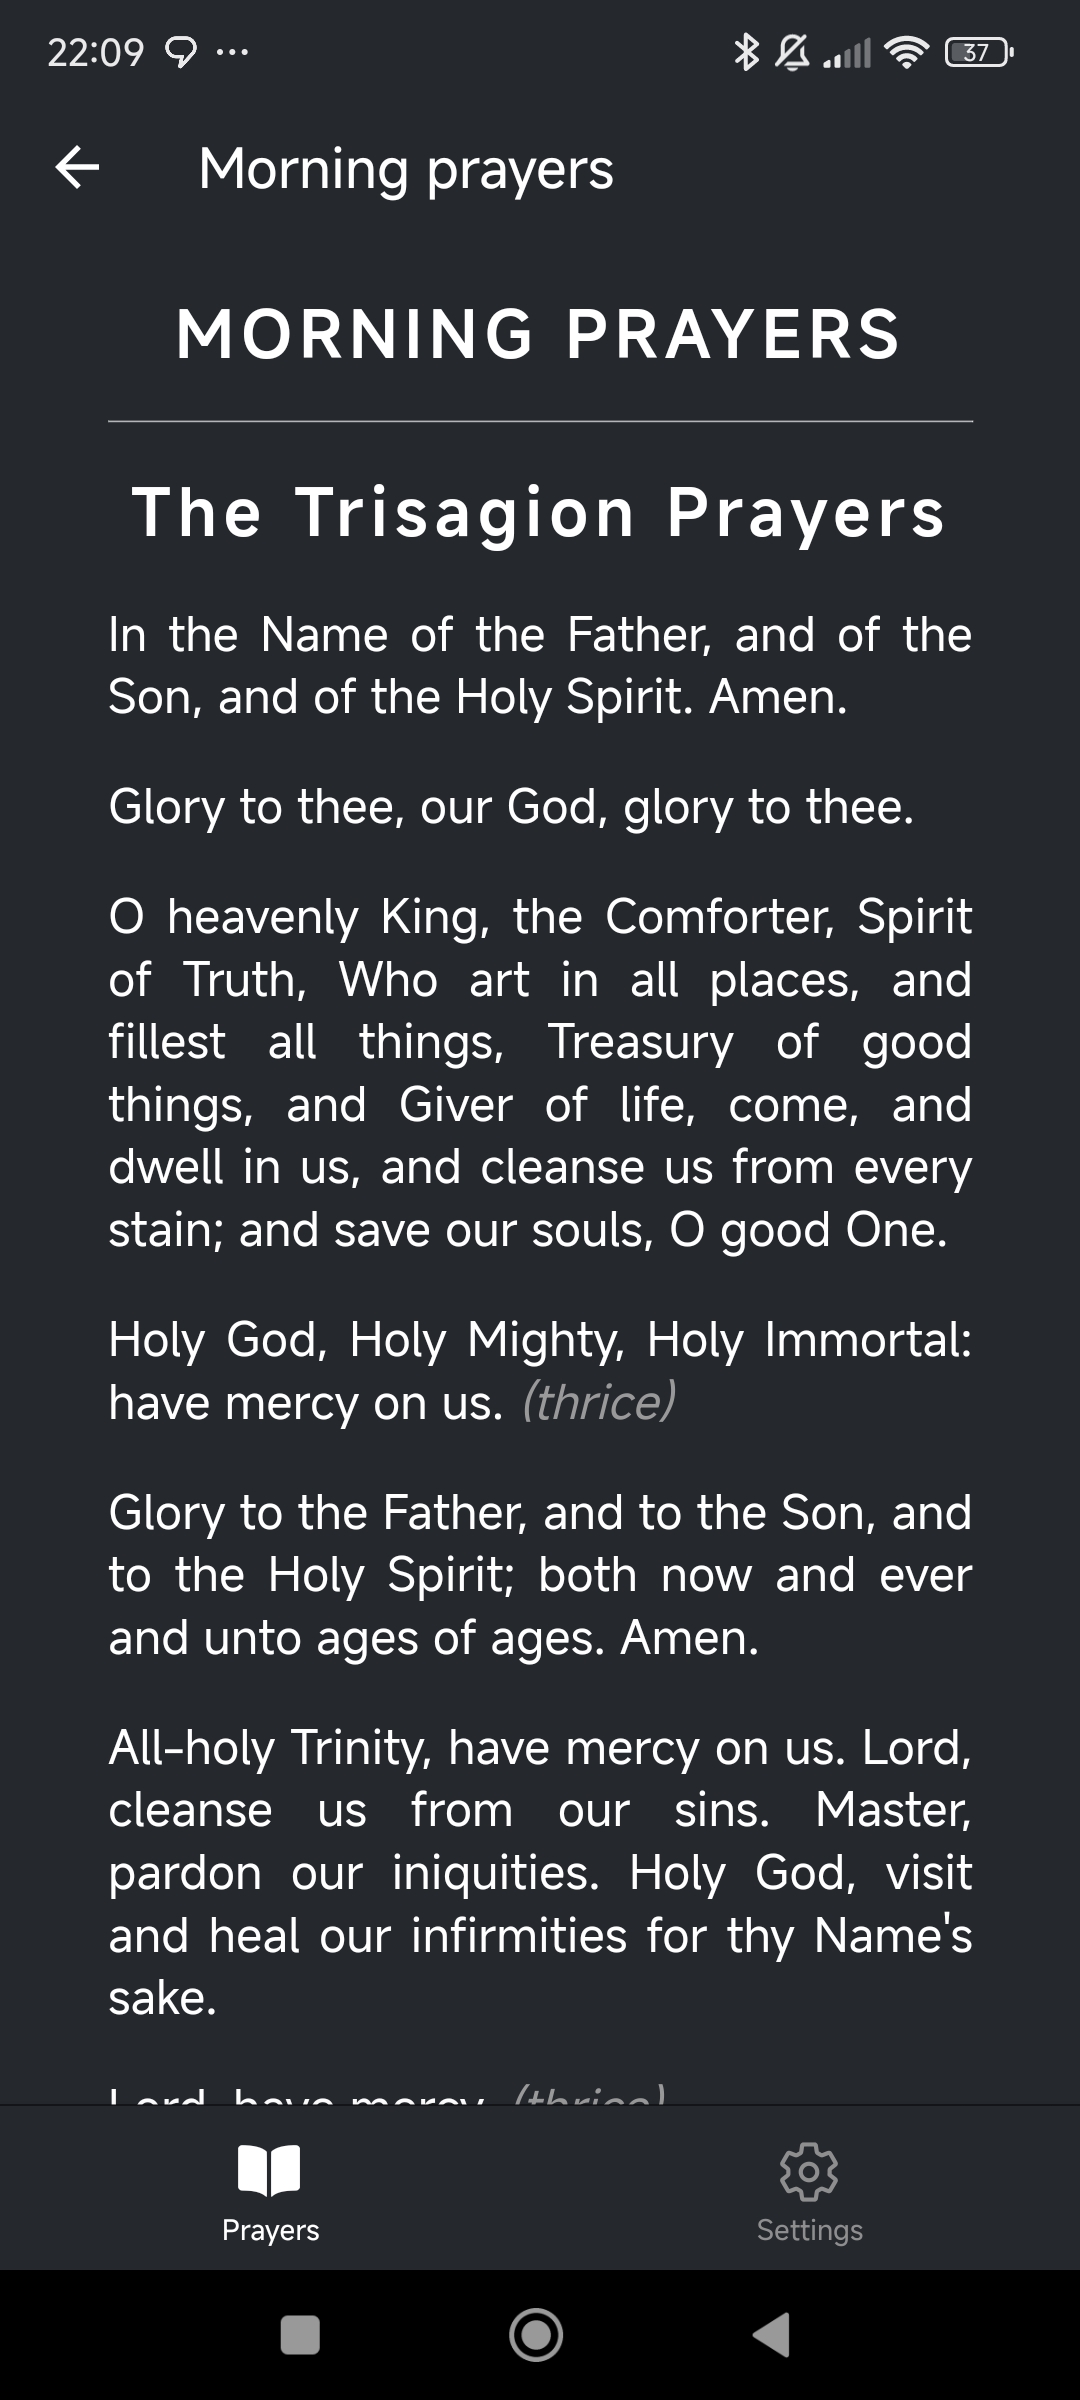 22:09
37
Morning prayers
MORNING PRAYERS
The Trisagion Prayers
In the Name of the Father, and of the
Son, and of the Holy Spirit. Amen.
Glory to thee, our God, glory to thee.
O heavenly King, the Comforter, Spirit
of Truth, Who art in all places, and
fillest all things, Treasury of good
things, and Giver of life, come, and
dwell in us, and cleanse us from every
stain; and save our souls, O good One.
Holy God, Holy Mighty, Holy Immortal:
have mercy on us. (thrice)
Glory to the Father, and to the Son, and
to the Holy Spirit; both now and ever
and unto ages of ages. Amen.
All-holy Trinity, have mercy on us. Lord,
cleanse us from our sins. Master,
pardon our iniquities. Holy God, visit
and heal our infirmities for thy Name's
sake.
Lord, have mercy. (thrice)
Prayers
Settings